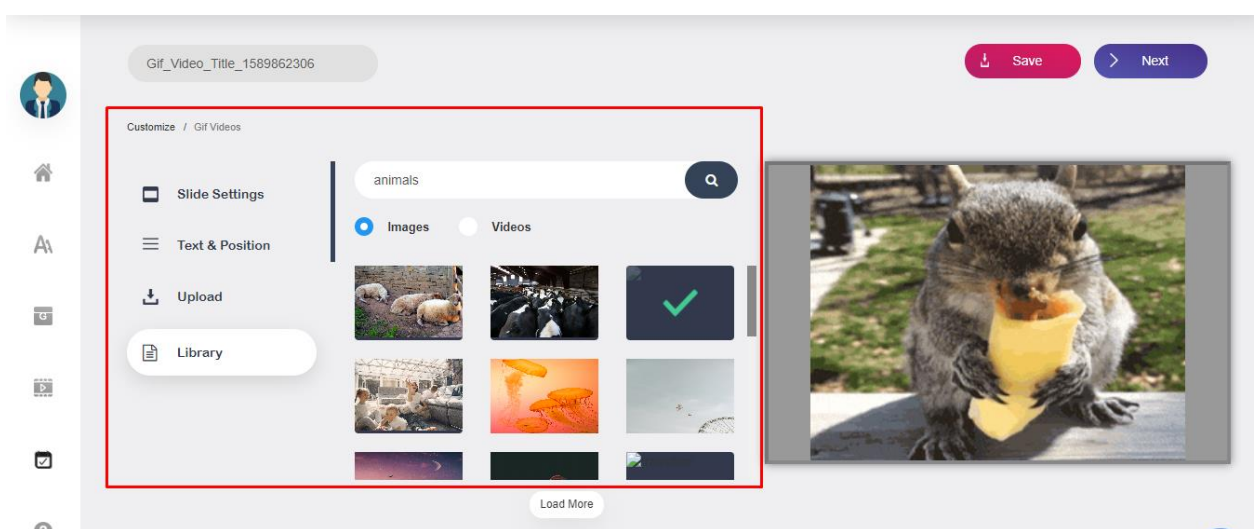 Gif_Video_Title_1589862306
Save
Next
Customize / Gif Videos
Slide Settings
Text & Position
Upload
Library
animals
Images
Videos
Load More